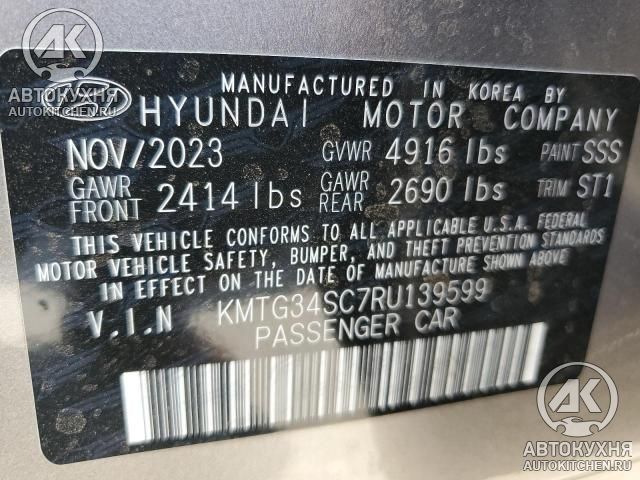 MANUFACTURED IN KOREA BY
HYUNDAI MOTOR COMPANY
NOV/2023 GVWR 4916 lbs PAINT SSS
GAWR FRONT 2414 lbs GAWR REAR 2690 lbs TRIM ST1
THIS VEHICLE CONFORMS TO ALL APPLICABLE U.S.A. FEDERAL
MOTOR VEHICLE SAFETY, BUMPER, AND THEFT PREVENTION STANDARDS
IN EFFECT ON THE DATE OF MANUFACTURE SHOWN ABOVE
V.I.N KMTG34SC7RU139599
PASSENGER CAR
АК
АВТОКУХНЯ
AUTOKITCHEN.RU
АК
АВТОКУХНЯ
AUTOKITCHEN.RU